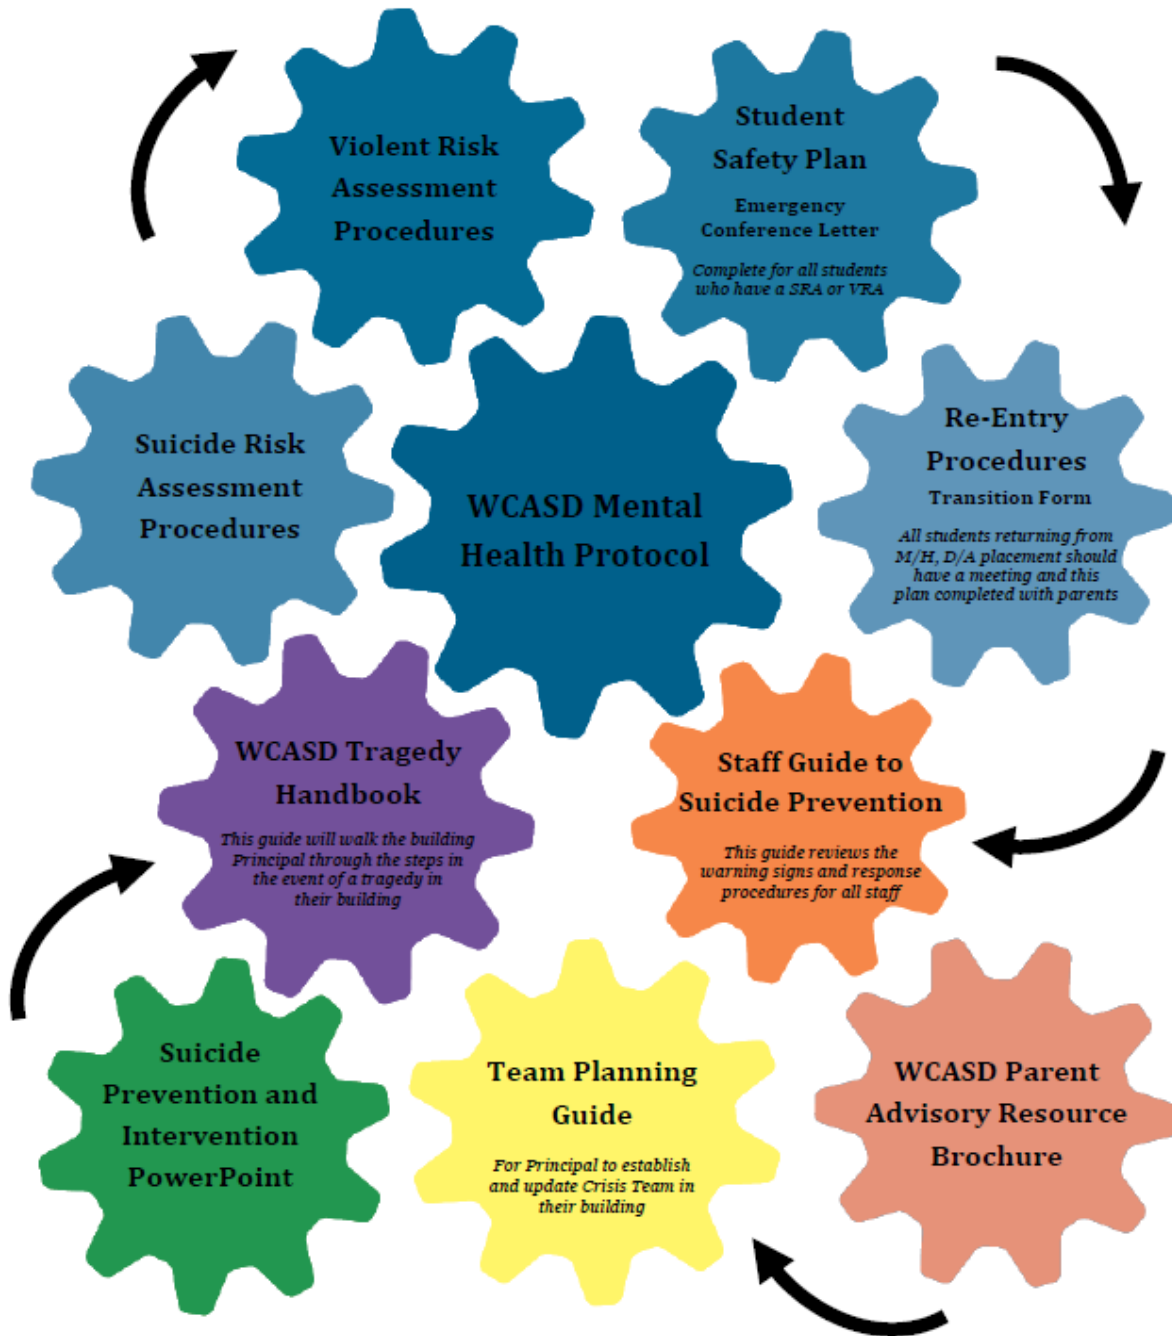 Violent Risk
Assessment
Procedures
Student
Safety Plan
Emergency
Conference Letter
Complete for all students
who have a SRA or VRA
Suicide Risk
Assessment
Procedures
WCASD Mental
Health Protocol
Re-Entry
Procedures
Transition Form
All students returning from
M/H, D/A placement should
have a meeting and this
plan completed with parents
WCASD Tragedy
Handbook
This guide will walk the building
Principal through the steps in
the event of a tragedy in
their building
Staff Guide to
Suicide Prevention
This guide reviews the
warning signs and response
procedures for all staff
Suicide
Prevention and
Intervention
PowerPoint
Team Planning
Guide
For Principal to establish
and update Crisis Team in
their building
WCASD Parent
Advisory Resource
Brochure